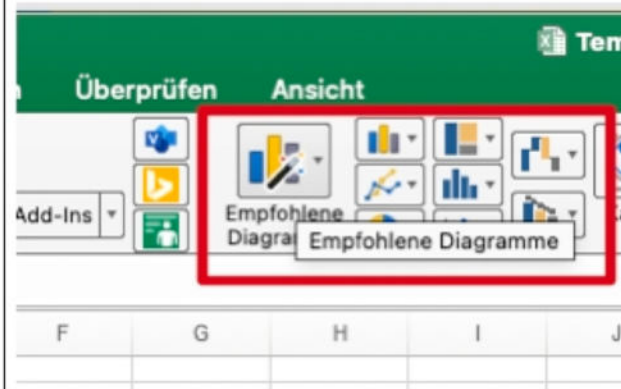 Tem
Überprüfen Ansicht
Add-Ins
Empfohlene
Diagra
Empfohlene Diagramme
F G H I J